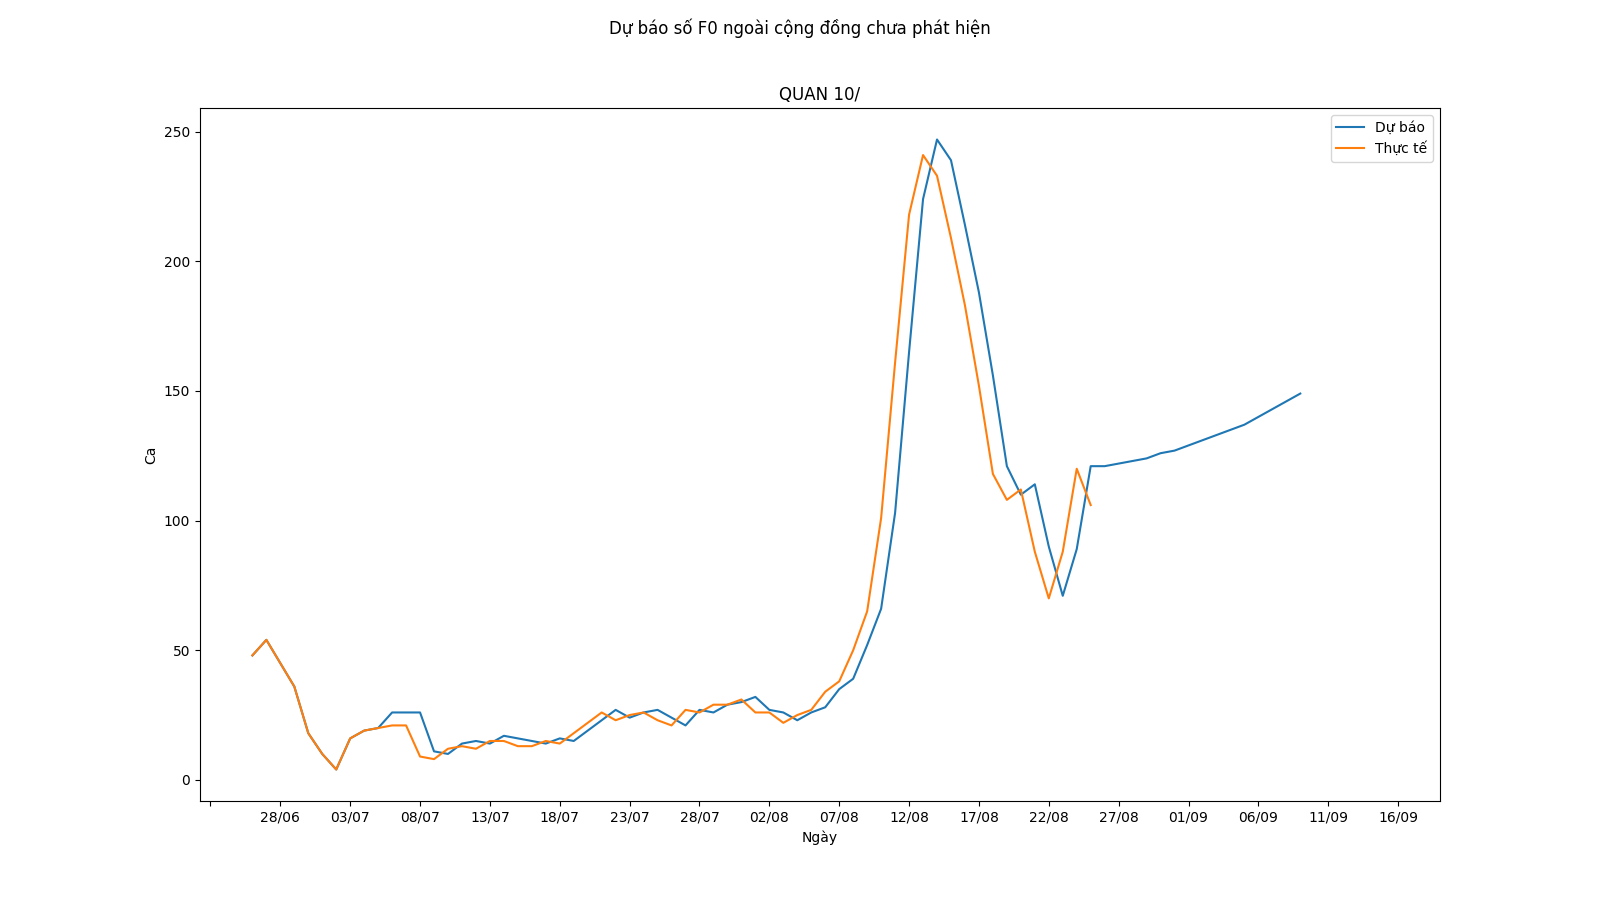 Dự báo số F0 ngoài cộng đồng chưa phát hiện
QUAN 10/
Dự báo
Thực tế
250
200
150
100
50
0
Ca
28/06 03/07 08/07 13/07 18/07 23/07 28/07 02/08 07/08 12/08 17/08 22/08 27/08 01/09 06/09 11/09 16/09
Ngày